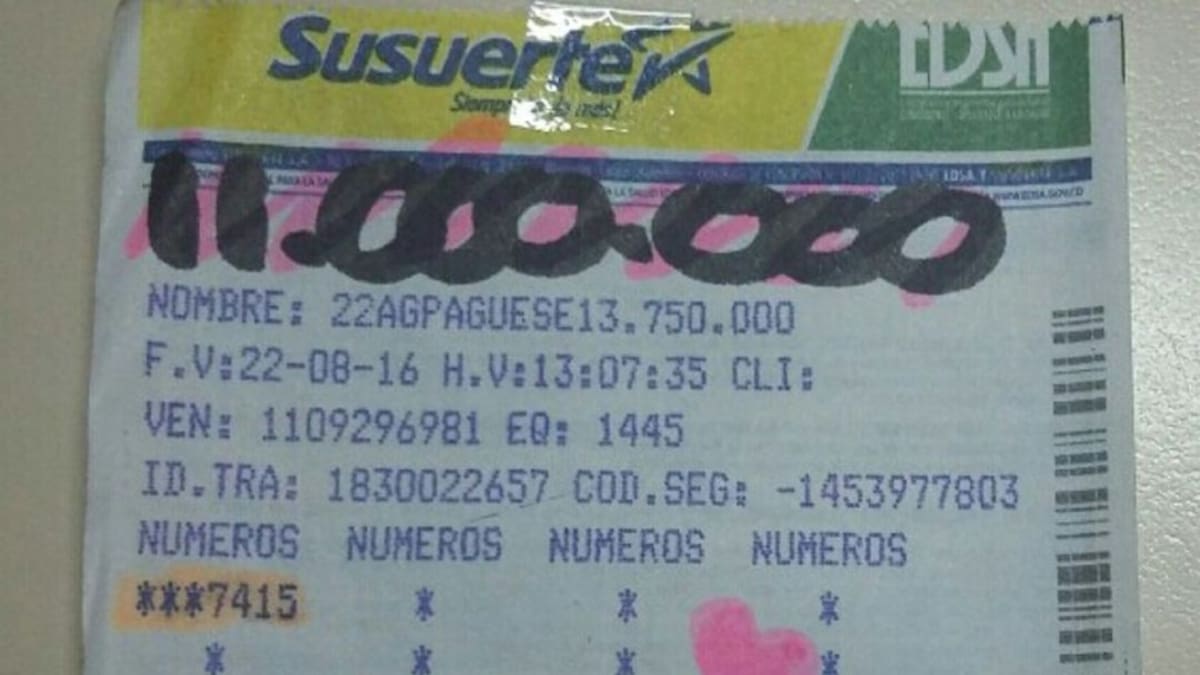 Susuerte
EDSA
11.000.000
NOMBRE: 22AGPAGUESE13.750.000
F.V:22-08-16 H.V:13:07:35 CLI:
VEN: 1109296981 EQ: 1445
ID.TRA: 1830022657 COD.SEG: -1453977803
NUMEROS NUMEROS NUMEROS NUMEROS
***7415 * * *
* * * *